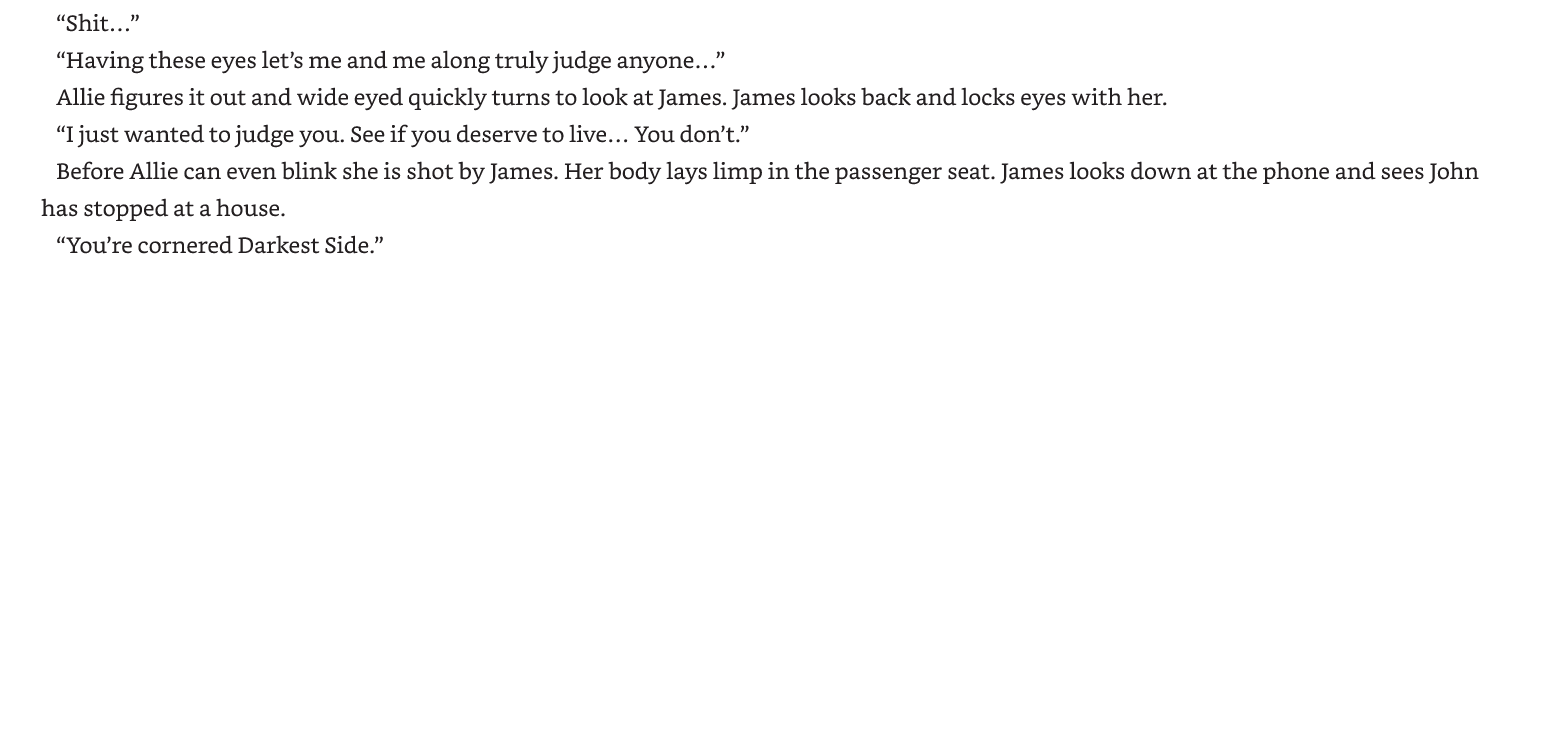 “Shit…”
“Having these eyes let’s me and me along truly judge anyone…”
Allie figures it out and wide eyed quickly turns to look at James. James looks back and locks eyes with her.
“I just wanted to judge you. See if you deserve to live… You don’t.”
Before Allie can even blink she is shot by James. Her body lays limp in the passenger seat. James looks down at the phone and sees John
has stopped at a house.
“You’re cornered Darkest Side.”